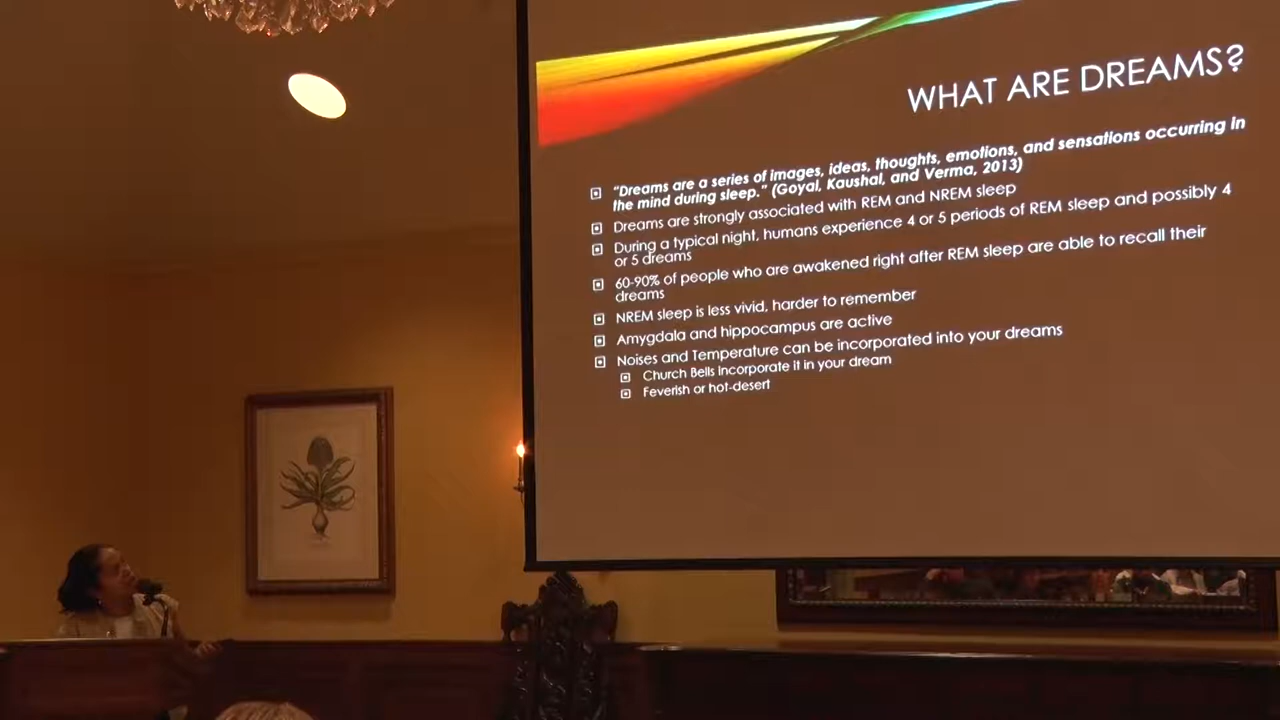 WHAT ARE DREAMS?
"Dreams are a series of images, ideas, thoughts, emotions, and sensations occurring in
the mind during sleep." (Goyal, Kaushal, and Verma, 2013)
Dreams are strongly associated with REM and NREM sleep
During a typical night, humans experience 4 or 5 periods of REM sleep and possibly 4
or 5 dreams
60-90% of people who are awakened right after REM sleep are able to recall their
dreams
NREM sleep is less vivid, harder to remember
Amygdala and hippocampus are active
Noises and Temperature can be incorporated into your dreams
Church Bells Incorporate it in your dream
Feverish or hot-desert